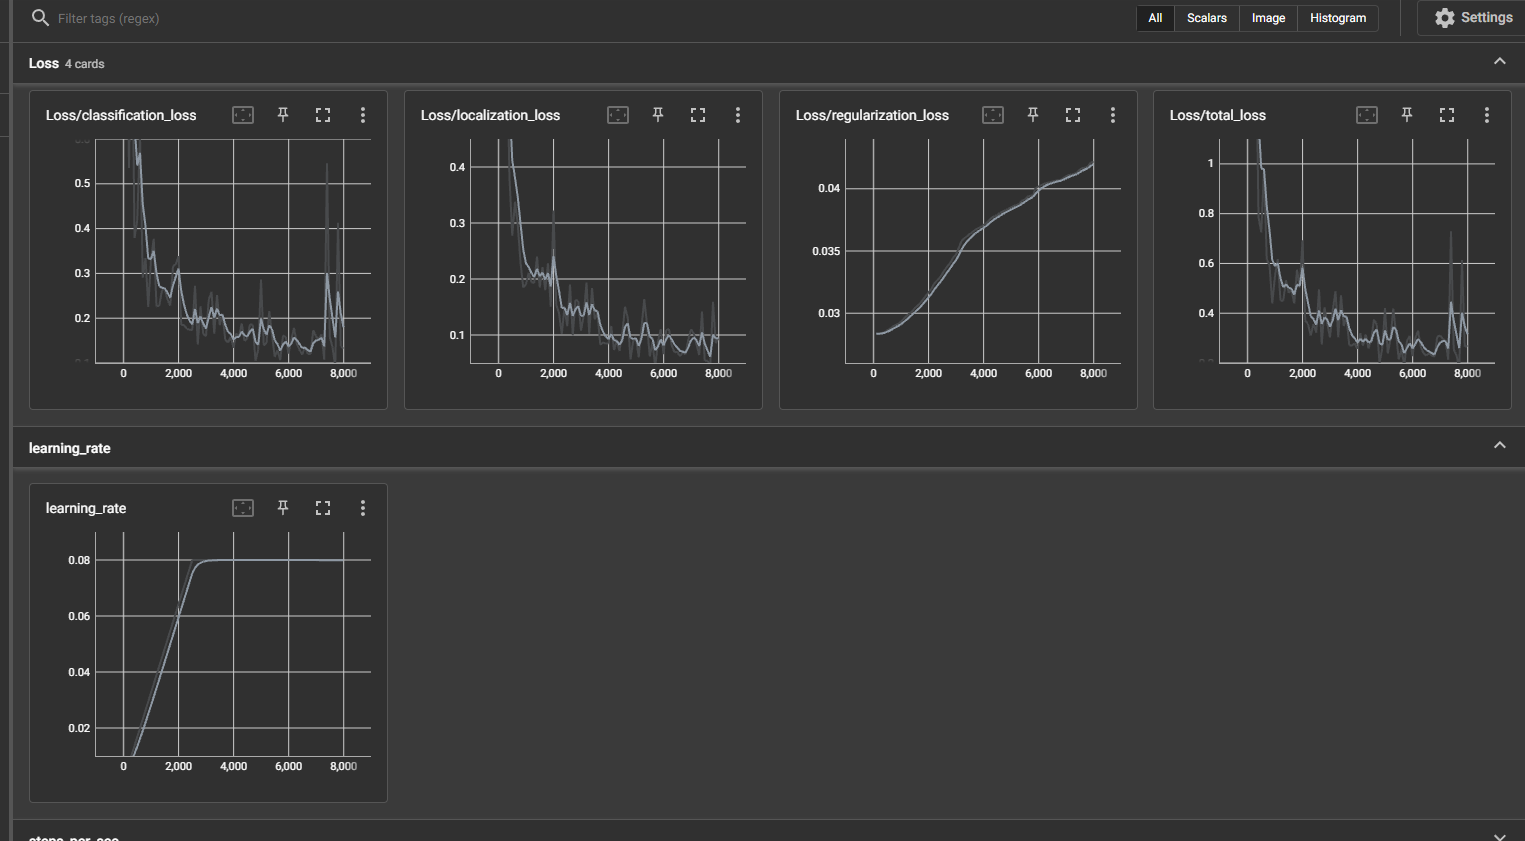 Filter tags (regex)
All Scalars Image Histogram Settings
Loss 4 cards
Loss/classification_loss
0.5
0.4
0.3
0.2
0 2,000 4,000 6,000 8,000
Loss/localization_loss
0.4
0.3
0.2
0.1
0 2,000 4,000 6,000 8,000
Loss/regularization_loss
0.04
0.035
0.03
0 2,000 4,000 6,000 8,000
Loss/total_loss
1
0.8
0.6
0.4
0 2,000 4,000 6,000 8,000
learning_rate
learning_rate
0.08
0.06
0.04
0.02
0 2,000 4,000 6,000 8,000